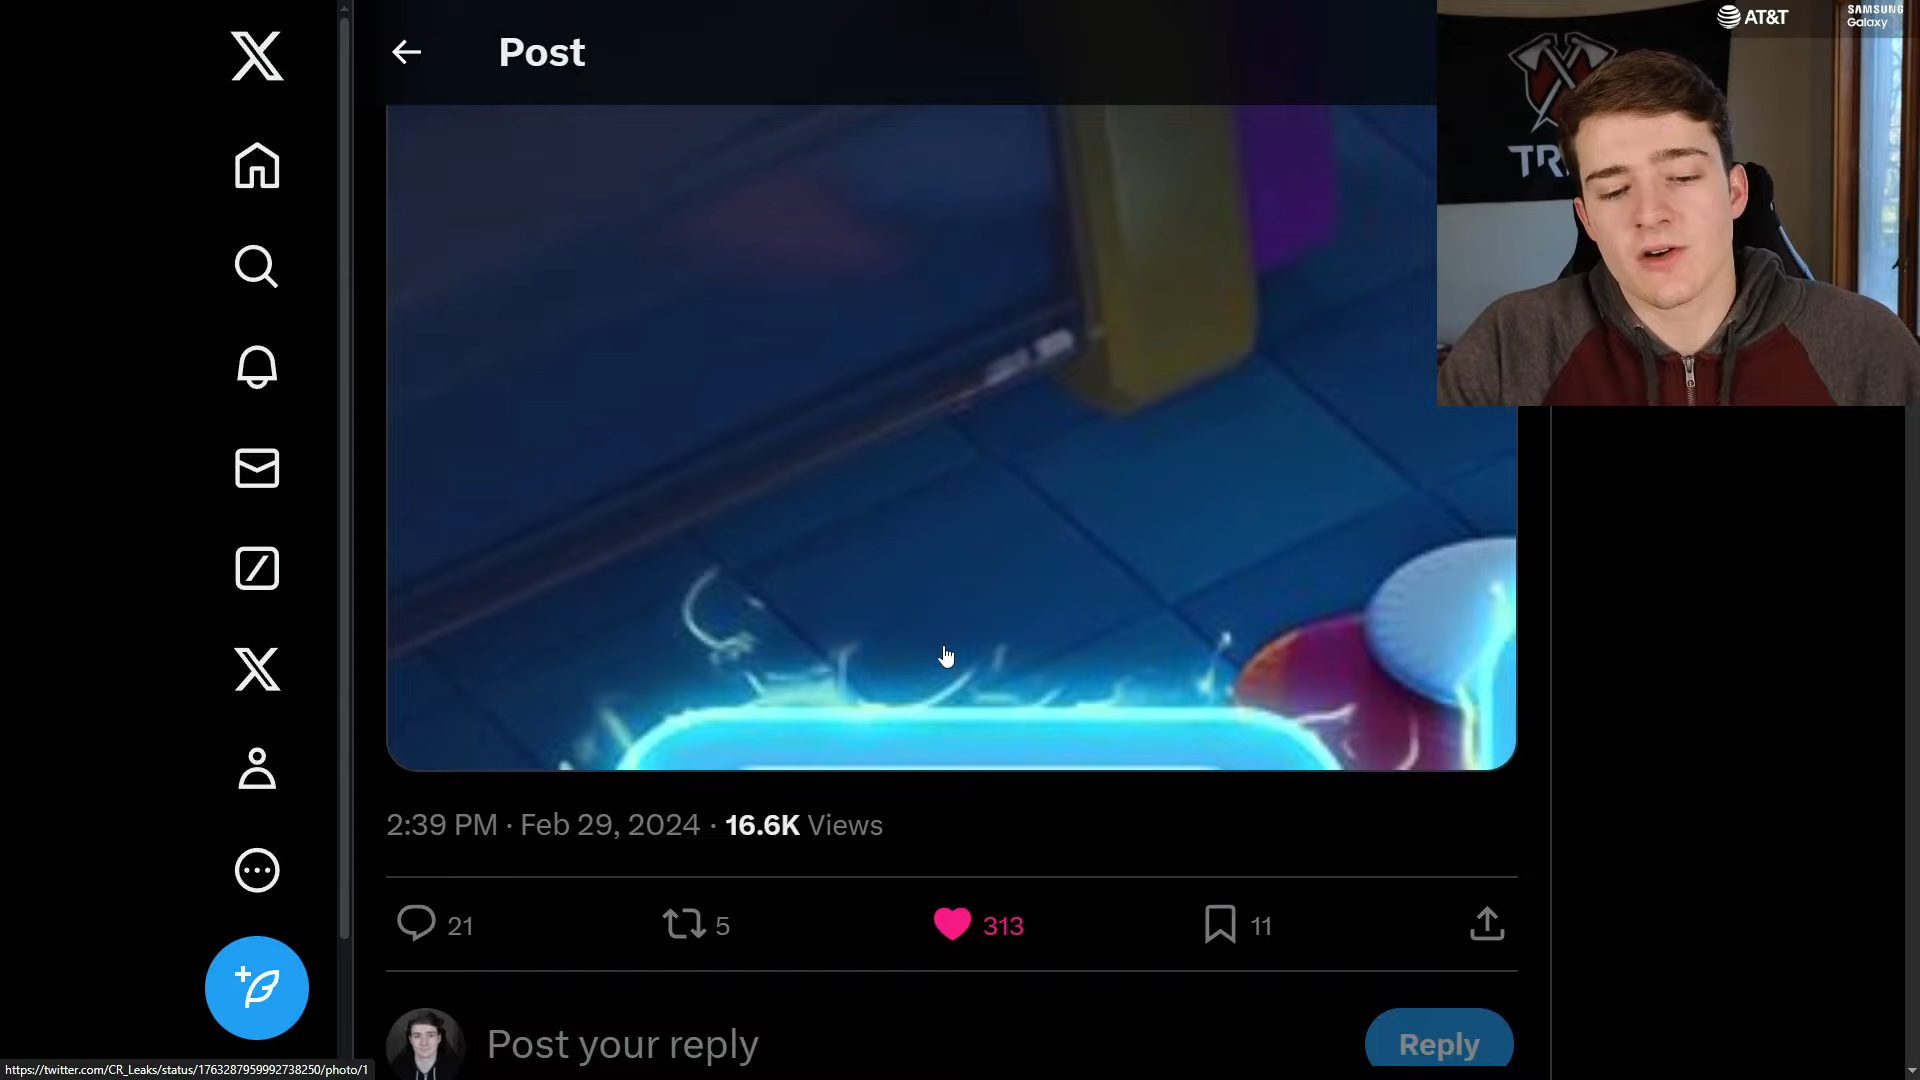 AT&T
SAMSUNG
Galaxy
Post
2:39 PM · Feb 29, 2024 · 16.6K Views
21
5
313
11
Post your reply
Reply
https://twitter.com/CR_Leaks/status/1763287959992738250/photo/1